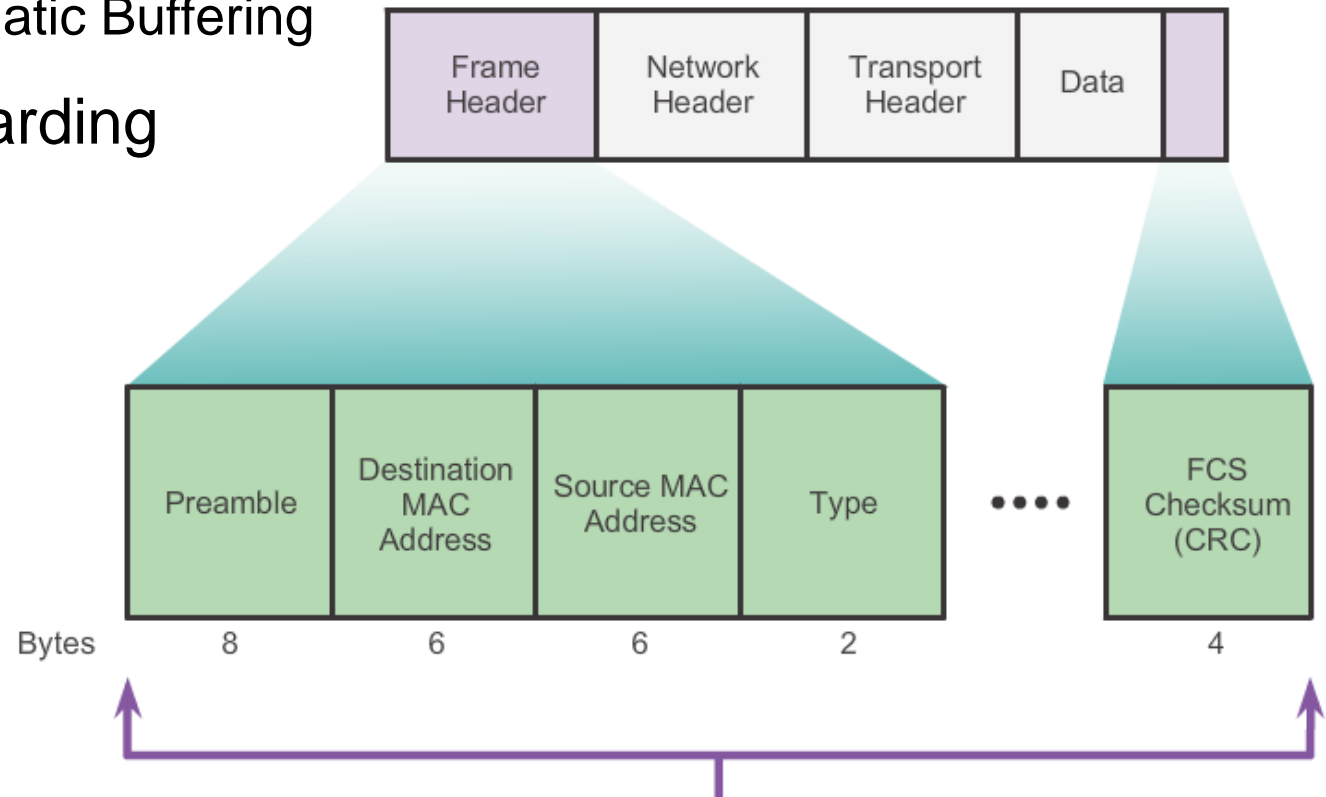 atic Buffering
arding
Frame
Header
Network
Header
Transport
Header
Data
Preamble
Destination
MAC
Address
Source MAC
Address
Type
FCS
Checksum
(CRC)
Bytes 8 6 6 2 4